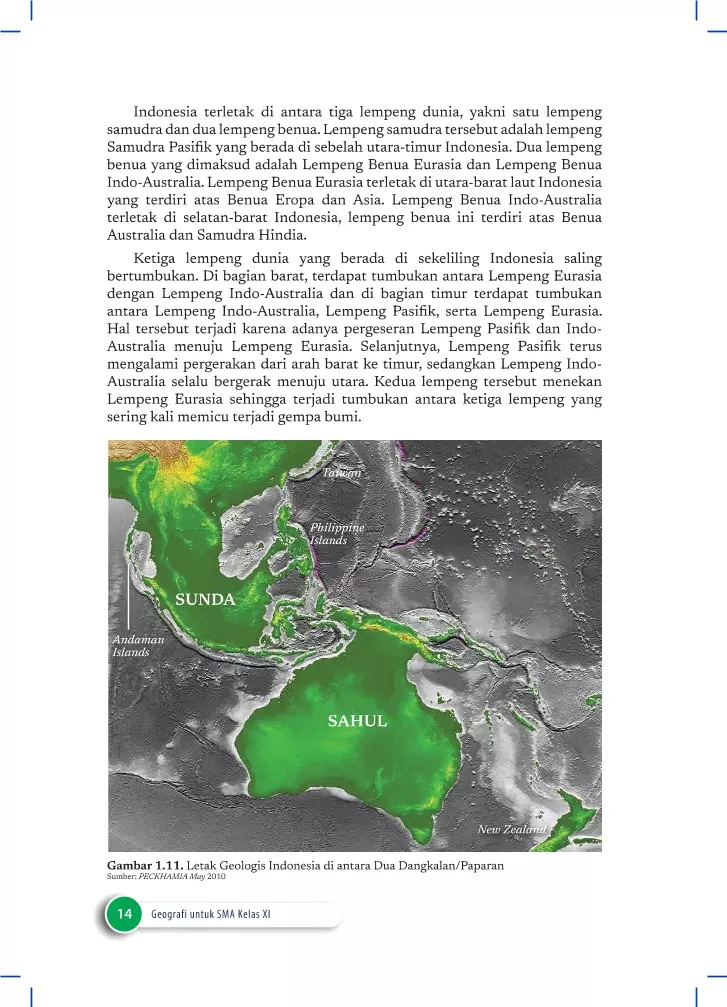 Indonesia terletak di antara tiga lempeng dunia, yakni satu lempeng
samudra dan dua lempeng benua. Lempeng samudra tersebut adalah lempeng
Samudra Pasifik yang berada di sebelah utara-timur Indonesia. Dua lempeng
benua yang dimaksud adalah Lempeng Benua Eurasia dan Lempeng Benua
Indo-Australia. Lempeng Benua Eurasia terletak di utara-barat laut Indonesia
yang terdiri atas Benua Eropa dan Asia. Lempeng Benua Indo-Australia
terletak di selatan-barat Indonesia, lempeng benua ini terdiri atas Benua
Australia dan Samudra Hindia.
Ketiga lempeng dunia yang berada di sekeliling Indonesia saling
bertumbukan. Di bagian barat, terdapat tumbukan antara Lempeng Eurasia
dengan Lempeng Indo-Australia dan di bagian timur terdapat tumbukan
antara Lempeng Indo-Australia, Lempeng Pasifik, serta Lempeng Eurasia.
Hal tersebut terjadi karena adanya pergeseran Lempeng Pasifik dan Indo-
Australia menuju Lempeng Eurasia. Selanjutnya, Lempeng Pasifik terus
mengalami pergerakan dari arah barat ke timur, sedangkan Lempeng Indo-
Australia selalu bergerak menuju utara. Kedua lempeng tersebut menekan
Lempeng Eurasia sehingga terjadi tumbukan antara ketiga lempeng yang
sering kali memicu terjadi gempa bumi.
Taiwan
Philippine
Islands
SUNDA
Andaman
Islands
SAHUL
New Zealand
Gambar 1.11. Letak Geologis Indonesia di antara Dua Dangkalan/Paparan
Sumber: PECKHAMIA May 2010
14 Geografi untuk SMA Kelas XI